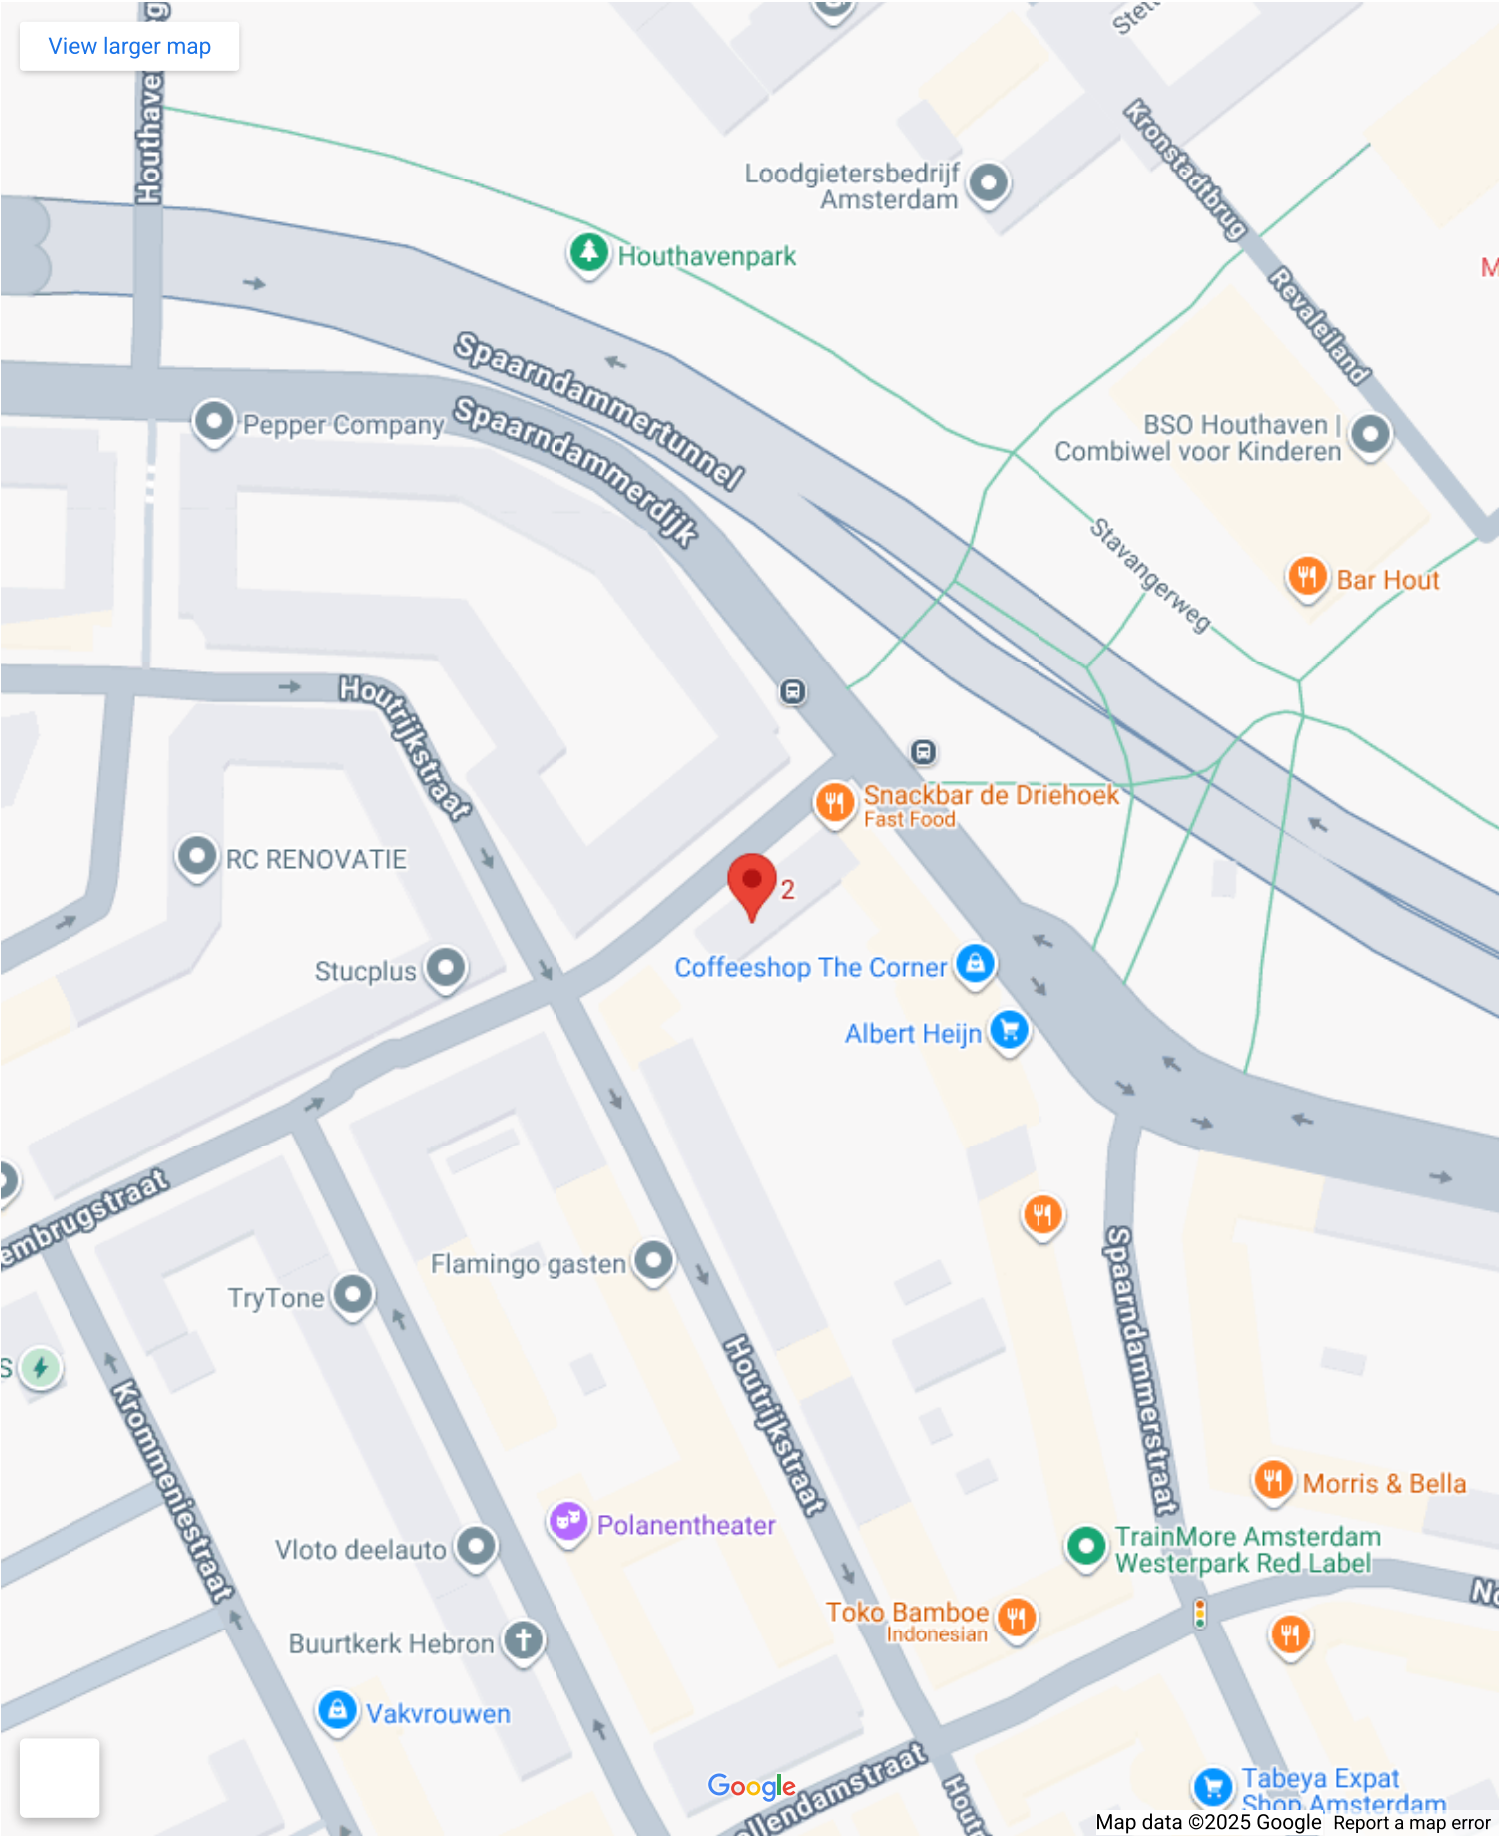 View larger map
Houthave
Kronstadtbrug
Loodgietersbedrijf
Amsterdam
Houthavenpark
Revaleiland
Spaarndammertunnel
Spaarndammerdijk
Pepper Company
BSO Houthaven |
Combiwel voor Kinderen
Stavangerweg
Bar Hout
Houtrijkstraat
Snackbar de Driehoek
Fast Food
RC RENOVATIE
2
Stucplus
Coffeeshop The Corner
Albert Heijn
embrugstraat
Flamingo gasten
TryTone
S
Spaarndammerstraat
Houtrijkstraat
Krommeniestraat
Morris & Bella
Polanentheater
TrainMore Amsterdam
Westerpark Red Label
Vloto deelauto
Toko Bamboe
Indonesian
Buurtkerk Hebron
Vakvrouwen
Google
ellendamstraat
Tabeya Expat
Shop Amsterdam
Map data ©2025 Google Report a map error